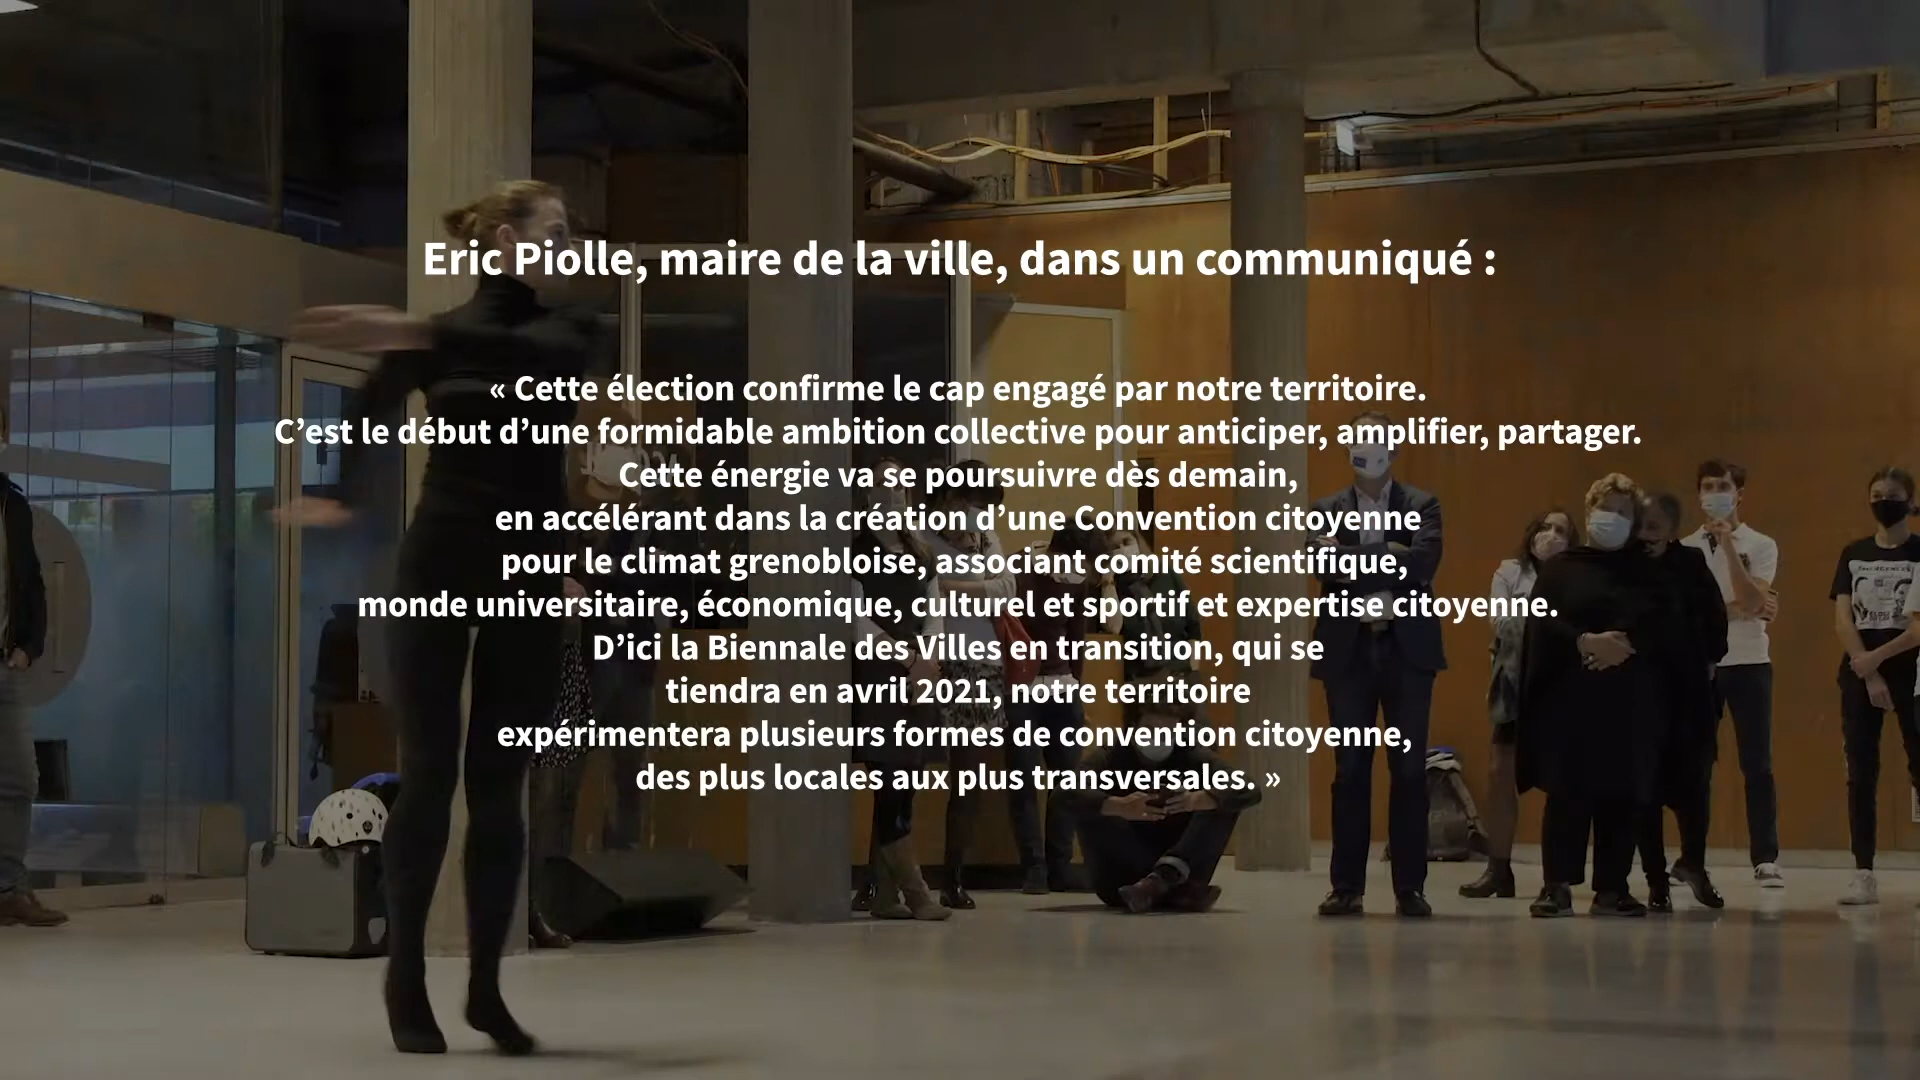 Eric Piolle, maire de la ville, dans un communiqué :
« Cette élection confirme le cap engagé par notre territoire.
C’est le début d’une formidable ambition collective pour anticiper, amplifier, partager.
Cette énergie va se poursuivre dès demain,
en accélérant dans la création d’une Convention citoyenne
pour le climat grenobloise, associant comité scientifique,
monde universitaire, économique, culturel et sportif et expertise citoyenne.
D’ici la Biennale des Villes en transition, qui se
tiendra en avril 2021, notre territoire
expérimentera plusieurs formes de convention citoyenne,
des plus locales aux plus transversales. »